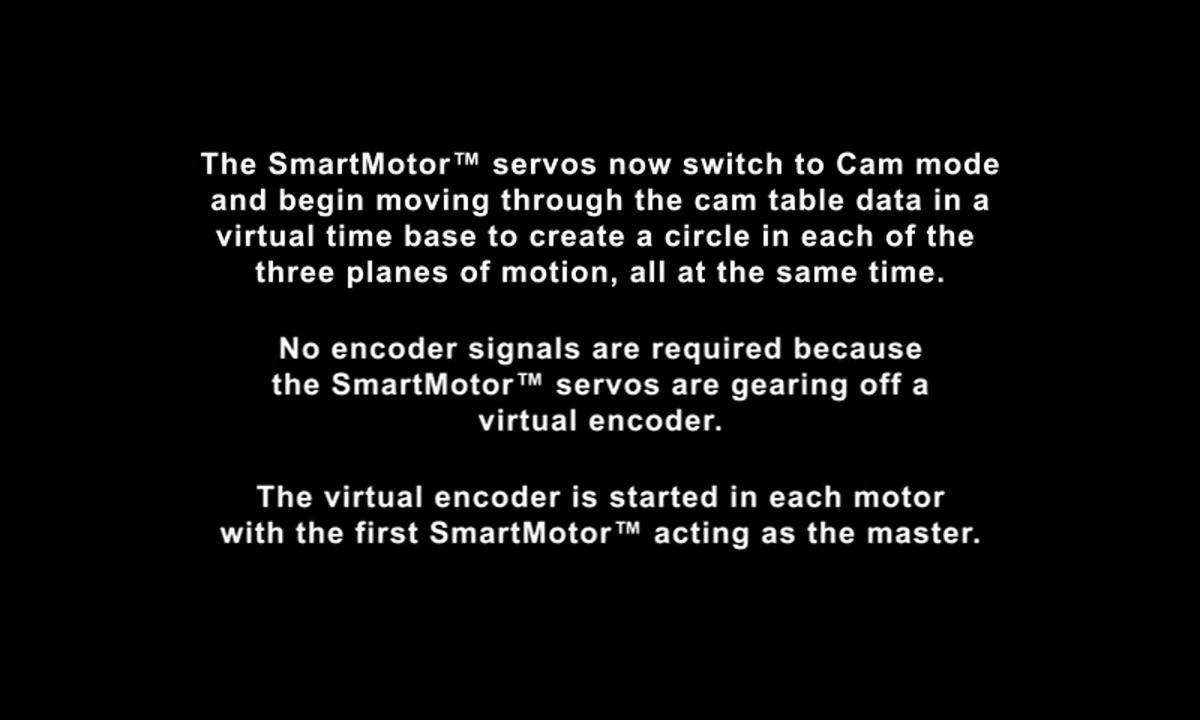 The SmartMotor™ servos now switch to Cam mode
and begin moving through the cam table data in a
virtual time base to create a circle in each of the
three planes of motion, all at the same time.
No encoder signals are required because
the SmartMotor™ servos are gearing off a
virtual encoder.
The virtual encoder is started in each motor
with the first SmartMotor™ acting as the master.